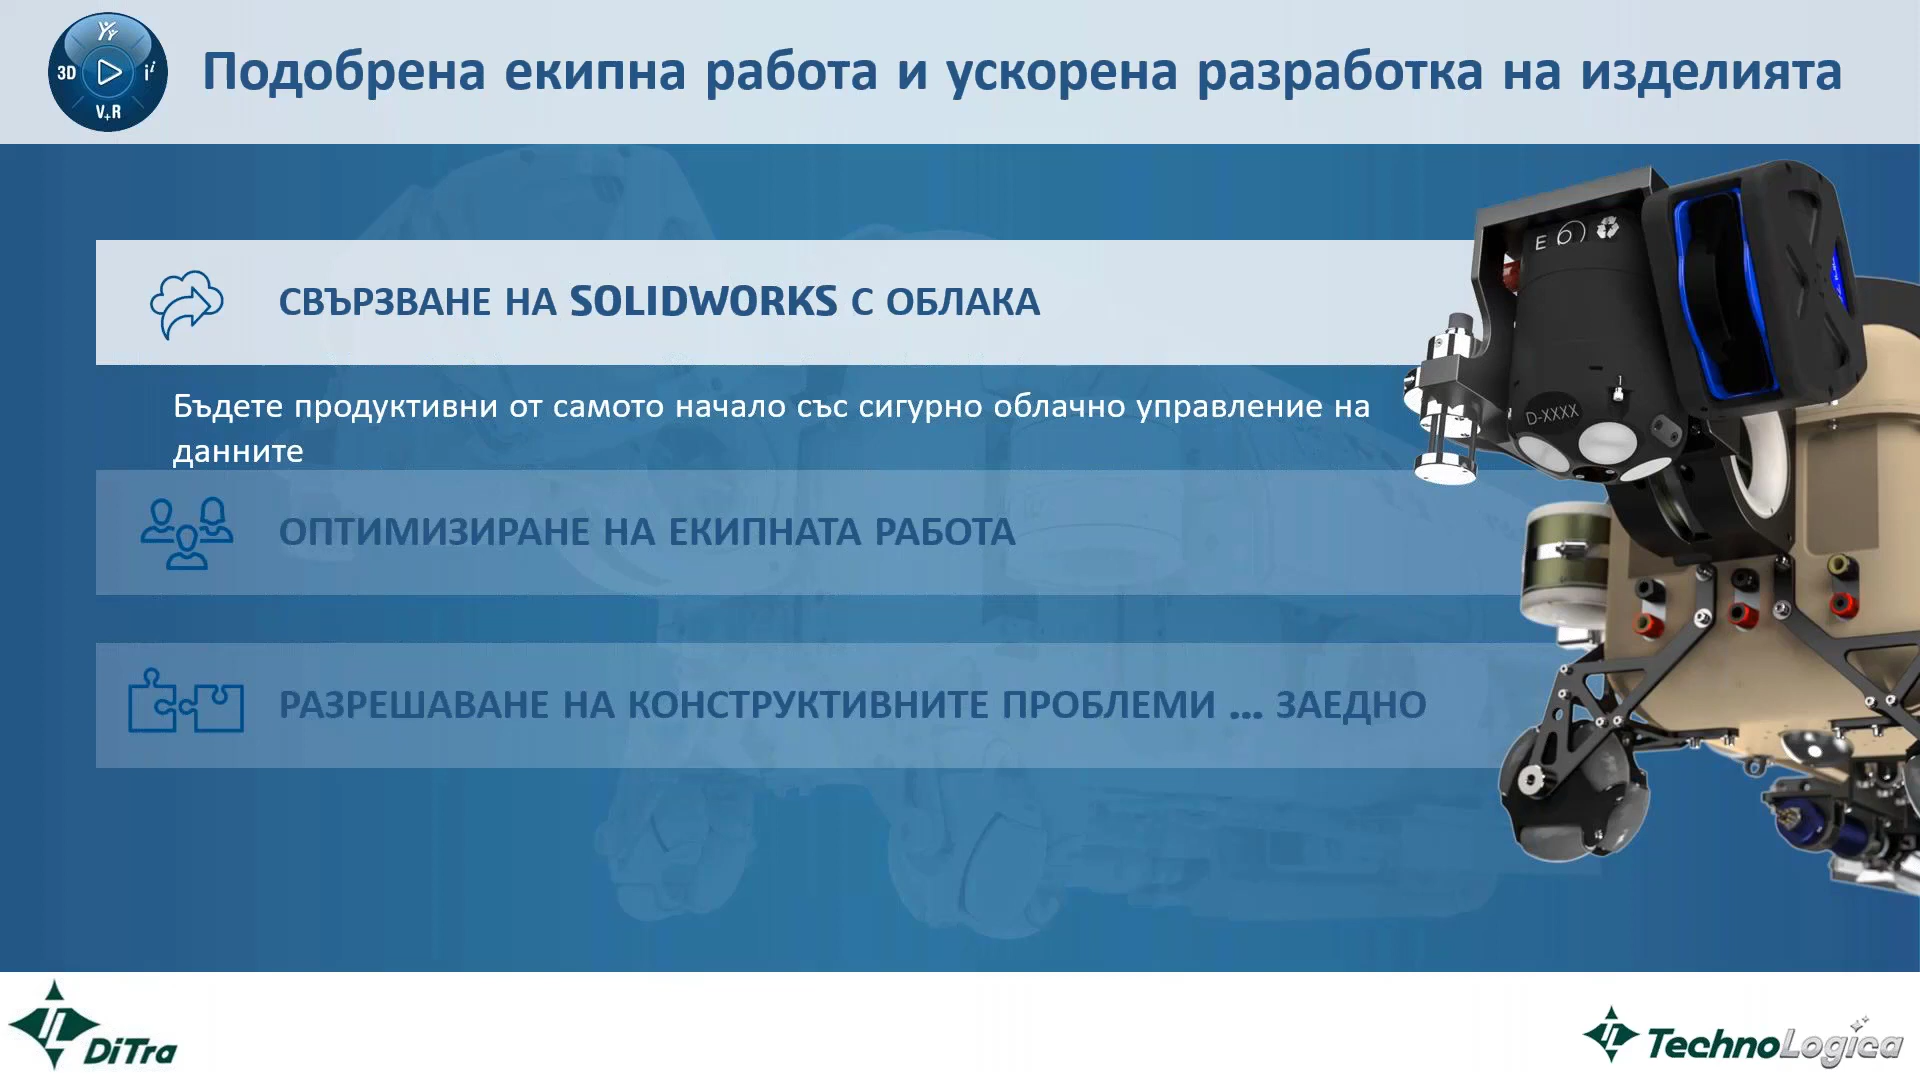 3D
V+R
Подобрена екипна работа и ускорена разработка на изделията
E 6
СВЪРЗВАНЕ НА SOLIDWORKS С ОБЛАКА
D-XXXX
Бъдете продуктивни от самото начало със сигурно облачно управление на
данните
ОПТИМИЗИРАНЕ НА ЕКИПНАТА РАБОТА
РАЗРЕШАВАНЕ НА КОНСТРУКТИВНИТЕ ПРОБЛЕМИ ... ЗАЕДНО
DiTra
TechnoLogica